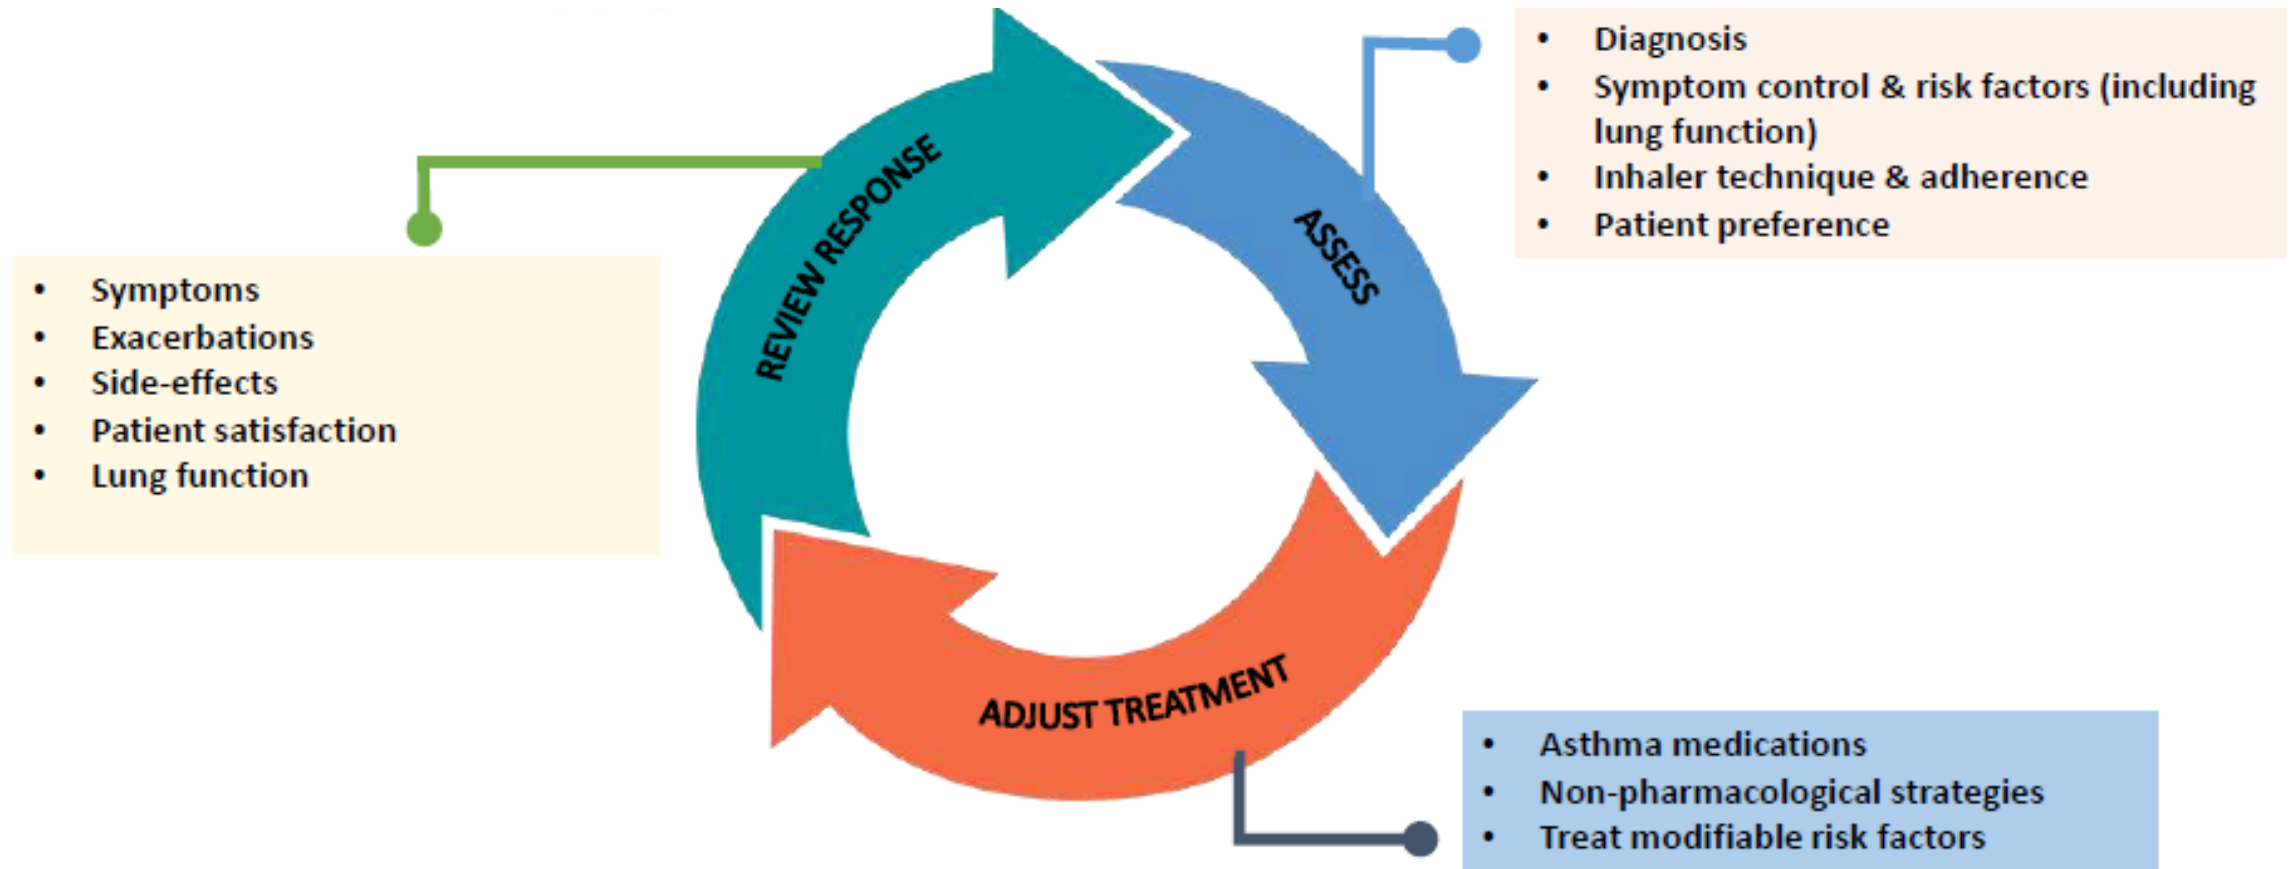 REVIEW RESPONSE
• Symptoms
• Exacerbations
• Side-effects
• Patient satisfaction
• Lung function
ASSESS
• Diagnosis
• Symptom control & risk factors (including
lung function)
• Inhaler technique & adherence
• Patient preference
ADJUST TREATMENT
• Asthma medications
• Non-pharmacological strategies
• Treat modifiable risk factors